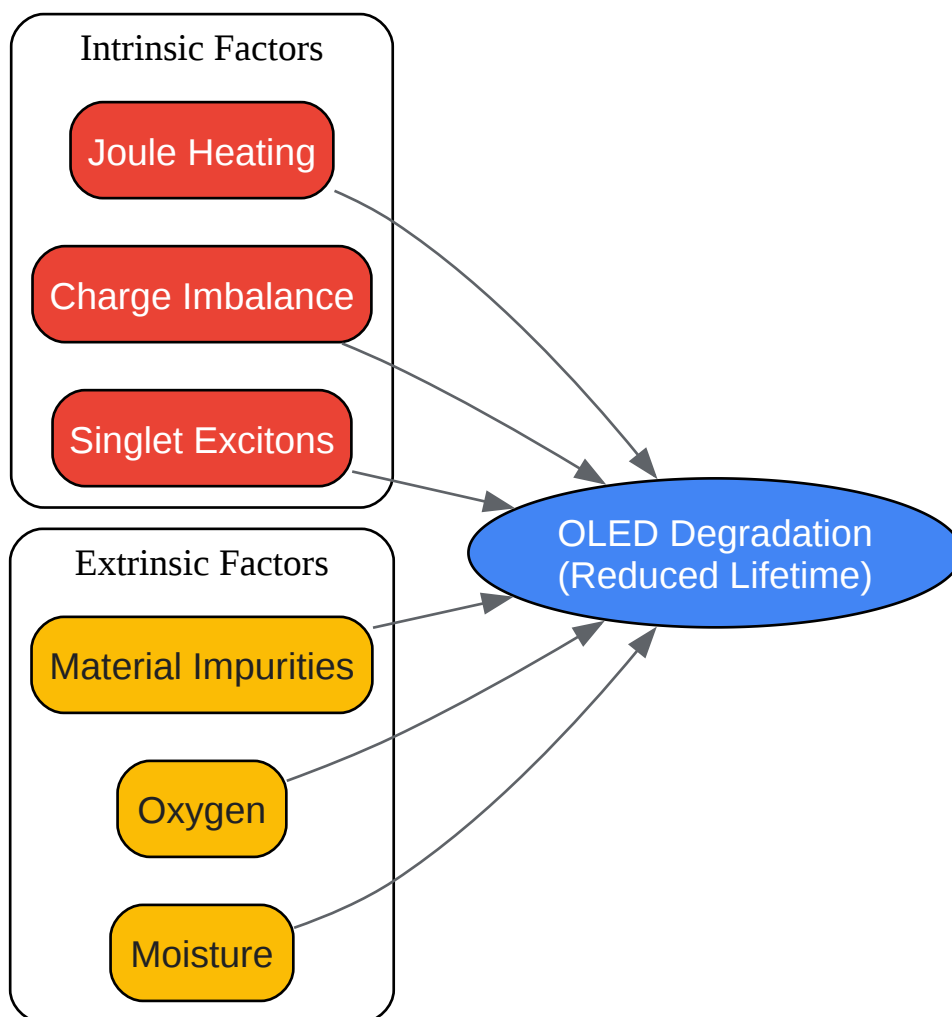 Intrinsic Factors
Joule Heating
Charge Imbalance
Singlet Excitons
OLED Degradation
(Reduced Lifetime)
Extrinsic Factors
Material Impurities
Oxygen
Moisture